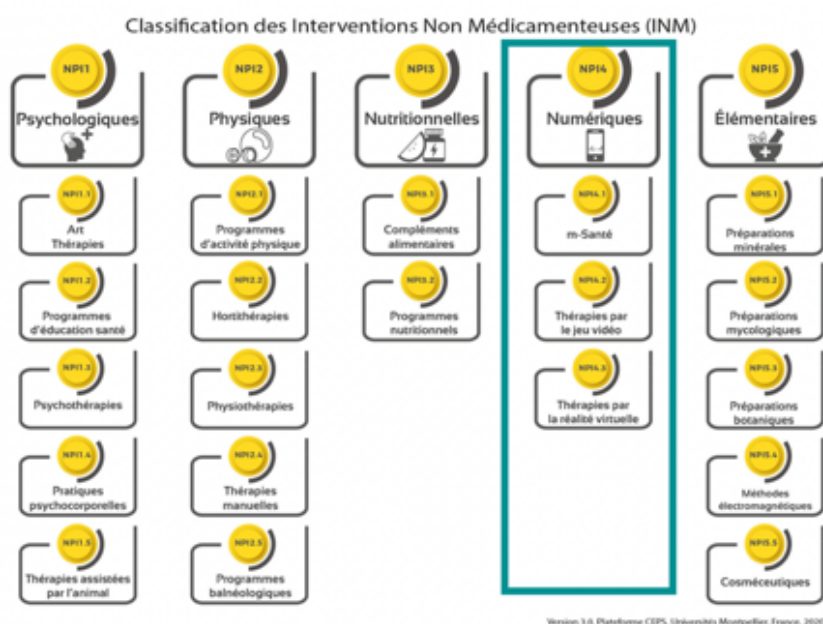 Classification des Interventions Non Médicamenteuses (INM)
NPI1
Psychologiques
NPI1.1
Art
Thérapies
NPI1.2
Programmes
d'éducation santé
NPI1.3
Psychothérapies
NPI1.4
Pratiques
psychocorporelles
NPI1.5
Thérapies assistées
par l'animal
NPI2
Physiques
NPI2.1
Programmes
d'activité physique
NPI2.2
Hortithérapies
NPI2.3
Physiothérapies
NPI2.4
Thérapies
manuelles
NPI2.5
Programmes
balnéologiques
NPI3
Nutritionnelles
NPI3.1
Compléments
alimentaires
NPI3.2
Programmes
nutritionnels
NPI4
Numériques
NPI4.1
m-Santé
NPI4.2
Thérapies par
le jeu vidéo
NPI4.3
Thérapies par
la réalité virtuelle
NPI5
Élémentaires
NPI5.1
Préparations
minérales
NPI5.2
Préparations
mycologiques
NPI5.3
Préparations
botaniques
NPI5.4
Méthodes
électromagnétiques
NPI5.5
Cosméceutiques
Version 3.0, Plateforme CEPS, Universités Montpellier, France, 2020